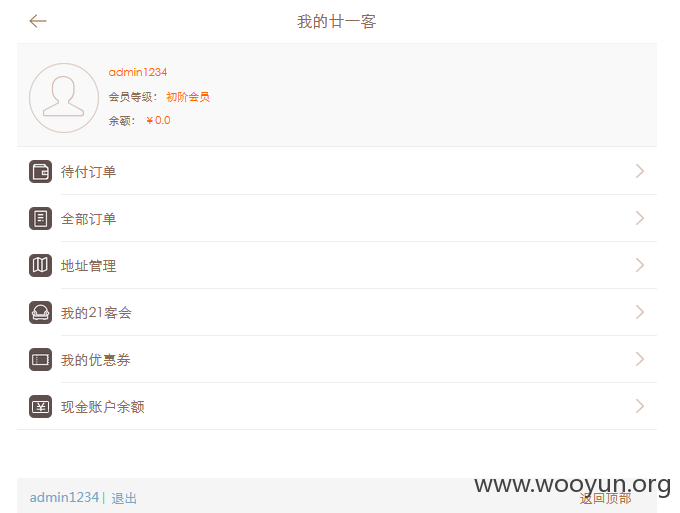 我的廿一客
admin1234
会员等级： 初阶会员
余额： ￥0.0
待付订单
全部订单
地址管理
我的21客会
我的优惠券
现金账户余额
admin1234 | 退出
返回顶部
www.wooyun.org